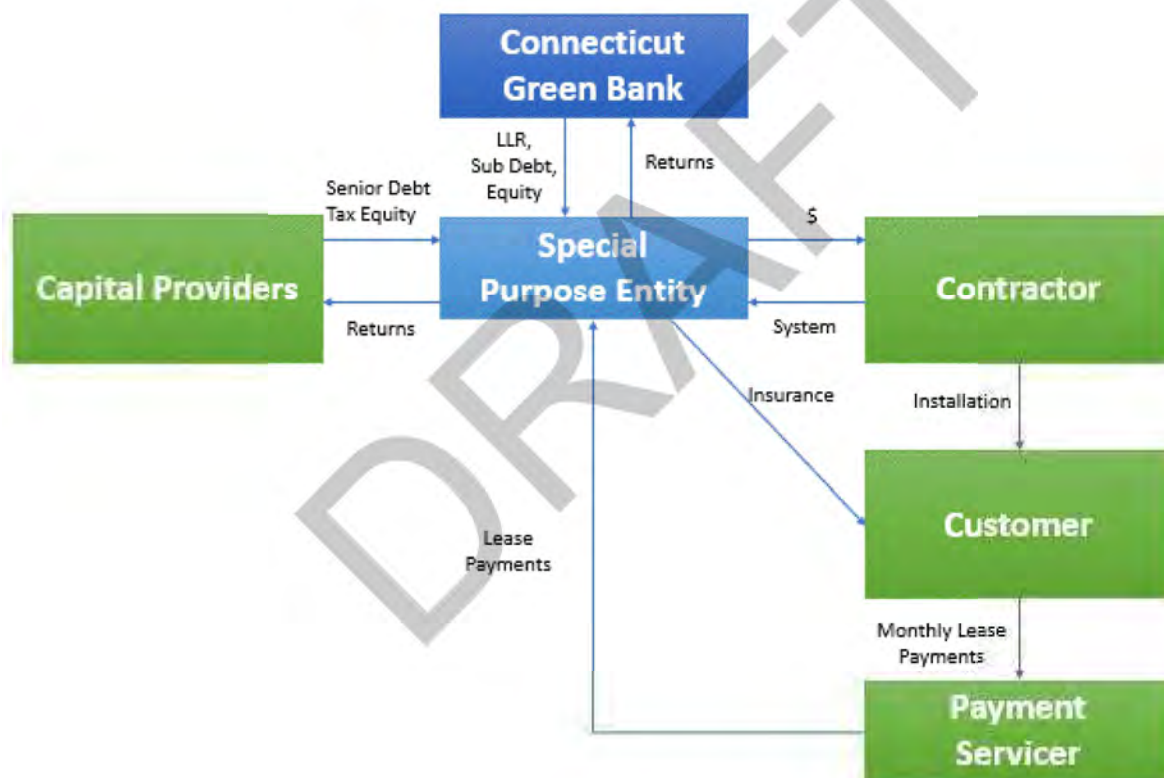 Connecticut
Green Bank
LLR,
Sub Debt,
Equity
Returns
Senior Debt
Tax Equity
$
Capital Providers
Special
Purpose Entity
Contractor
Returns
System
Insurance
Installation
Customer
Lease
Payments
Monthly Lease
Payments
Payment
Servicer
DRAFT